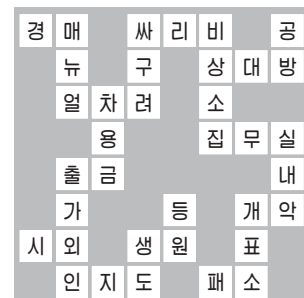 경 매 싸 리 비 공
뉴 구 상 대 방
얼 차 려 소
용 집 무 실
출 금 내
가 등 개 악
시 외 생 원 표
인 지 도 패 소